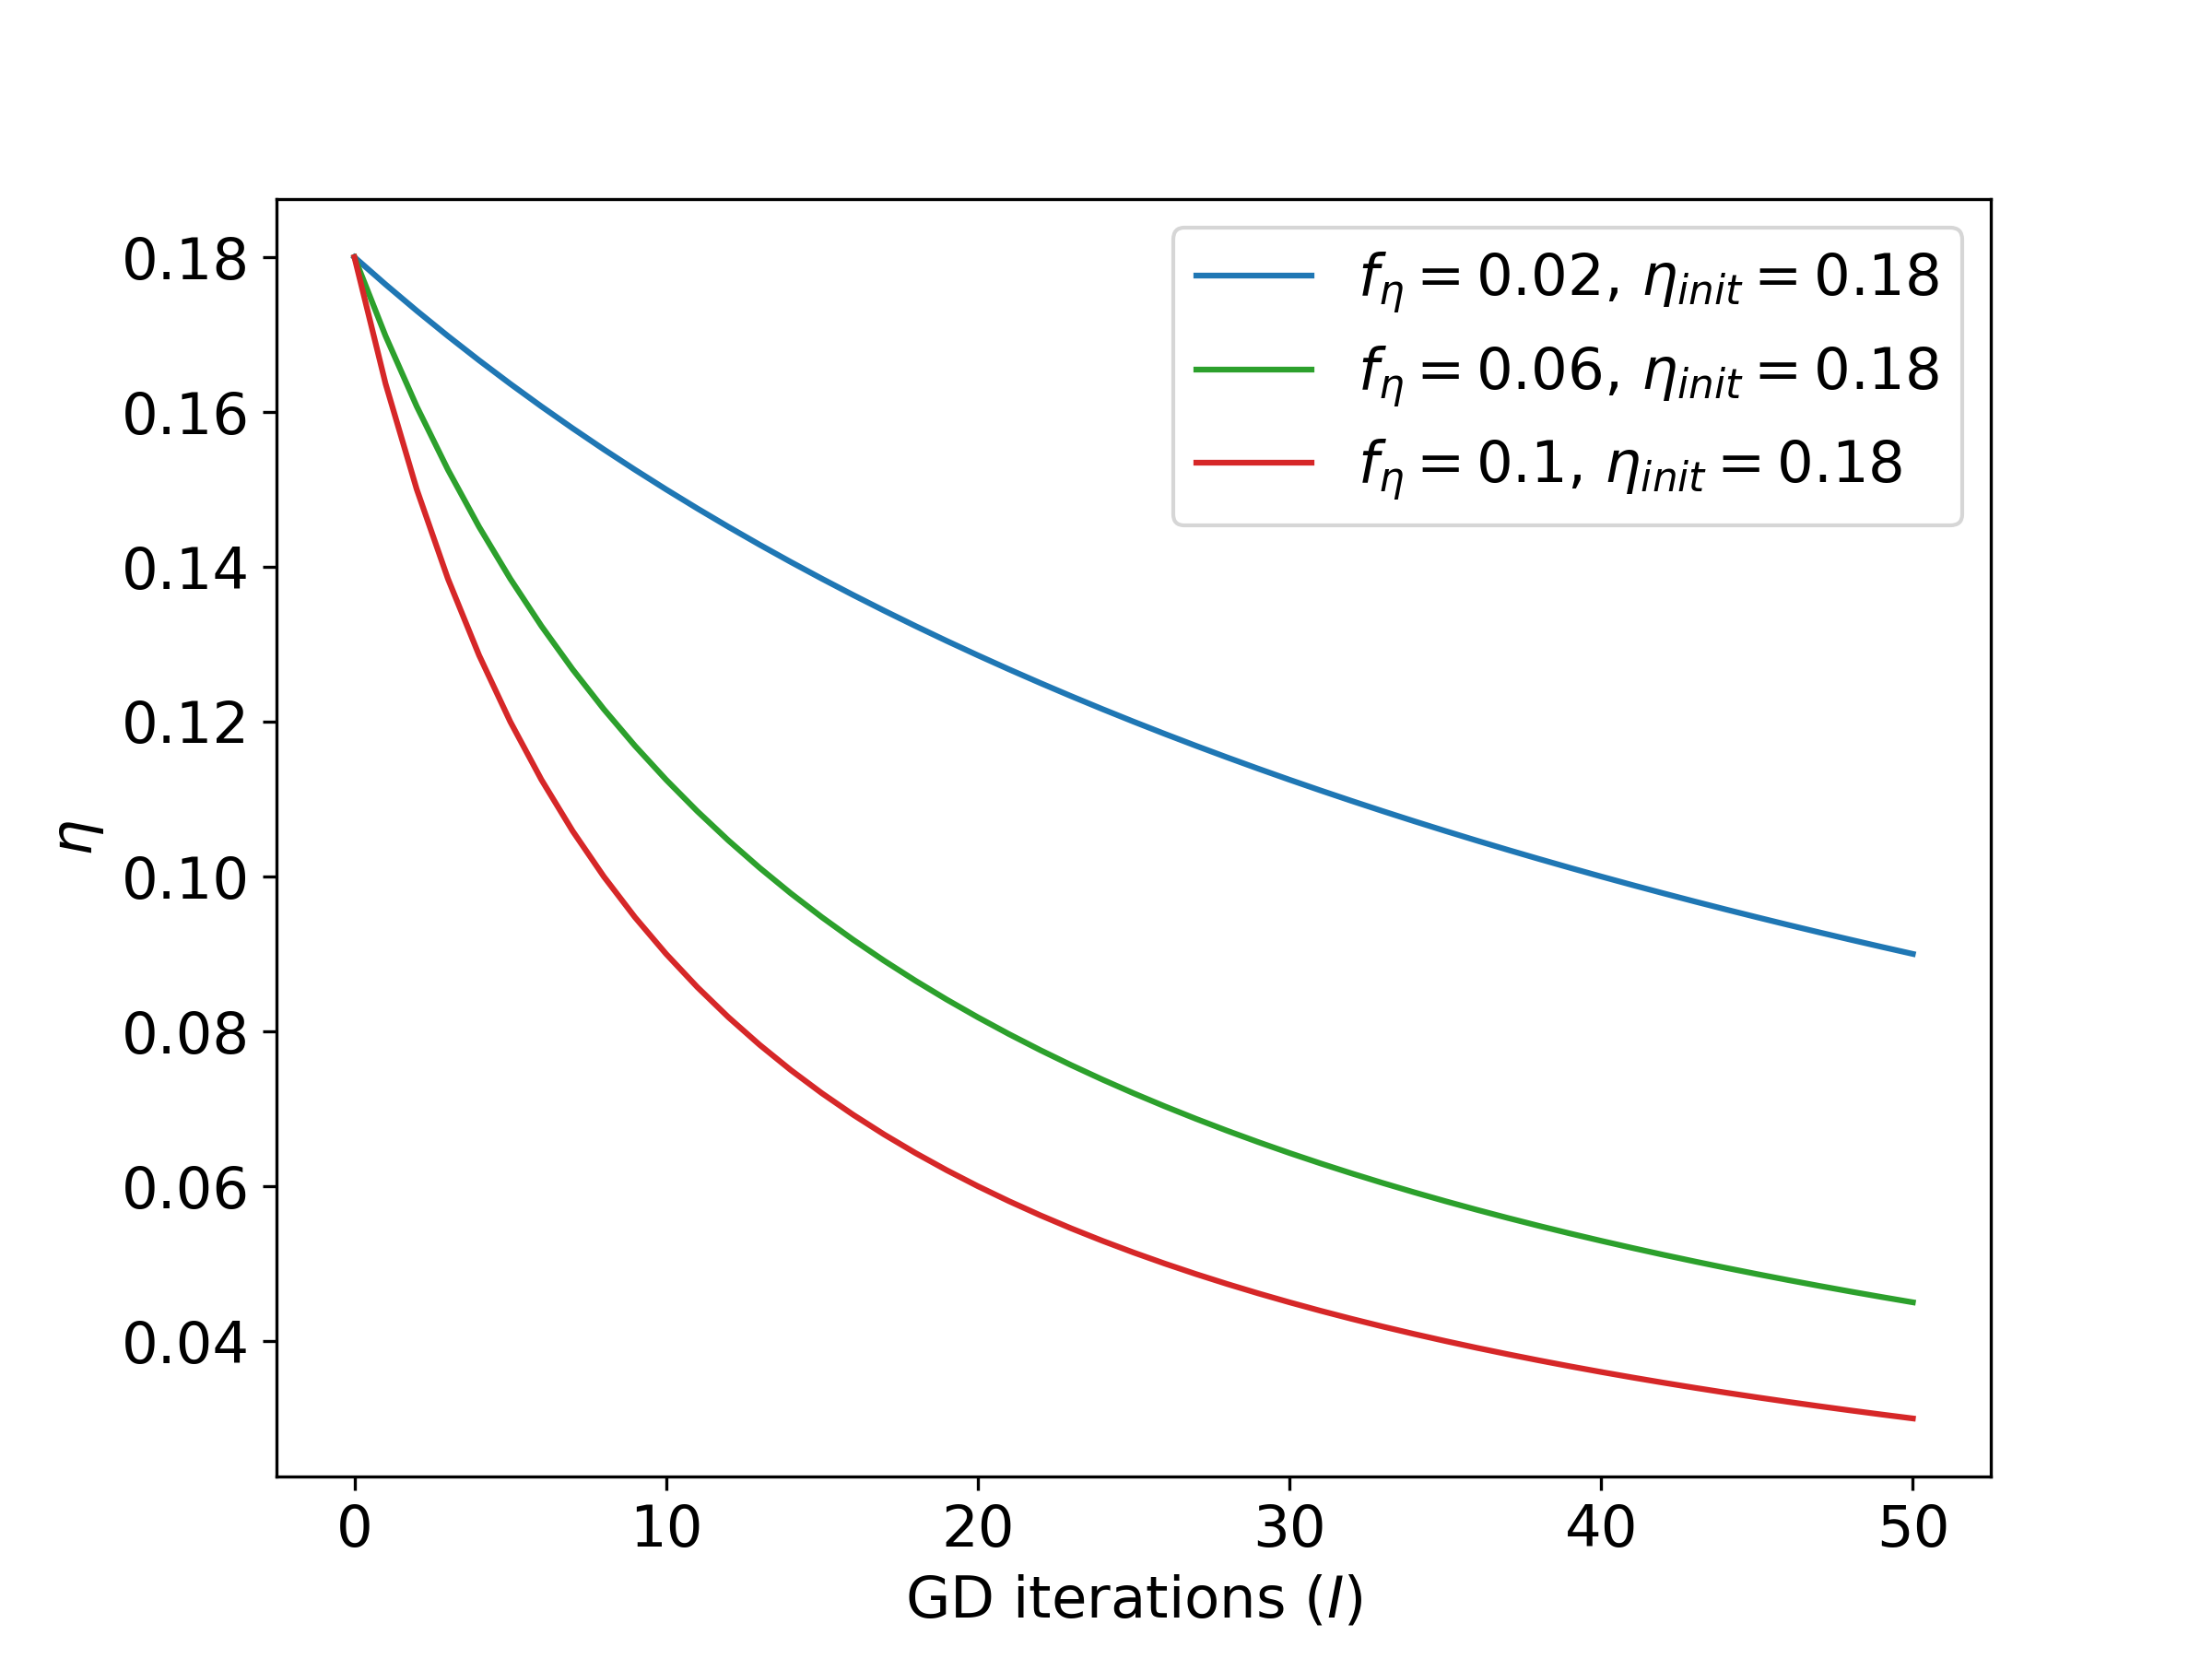 f_η = 0.02, η_init = 0.18
f_η = 0.06, η_init = 0.18
f_η = 0.1, η_init = 0.18
0.18
0.16
0.14
0.12
0.10
0.08
0.06
0.04
η
0 10 20 30 40 50
GD iterations (I)